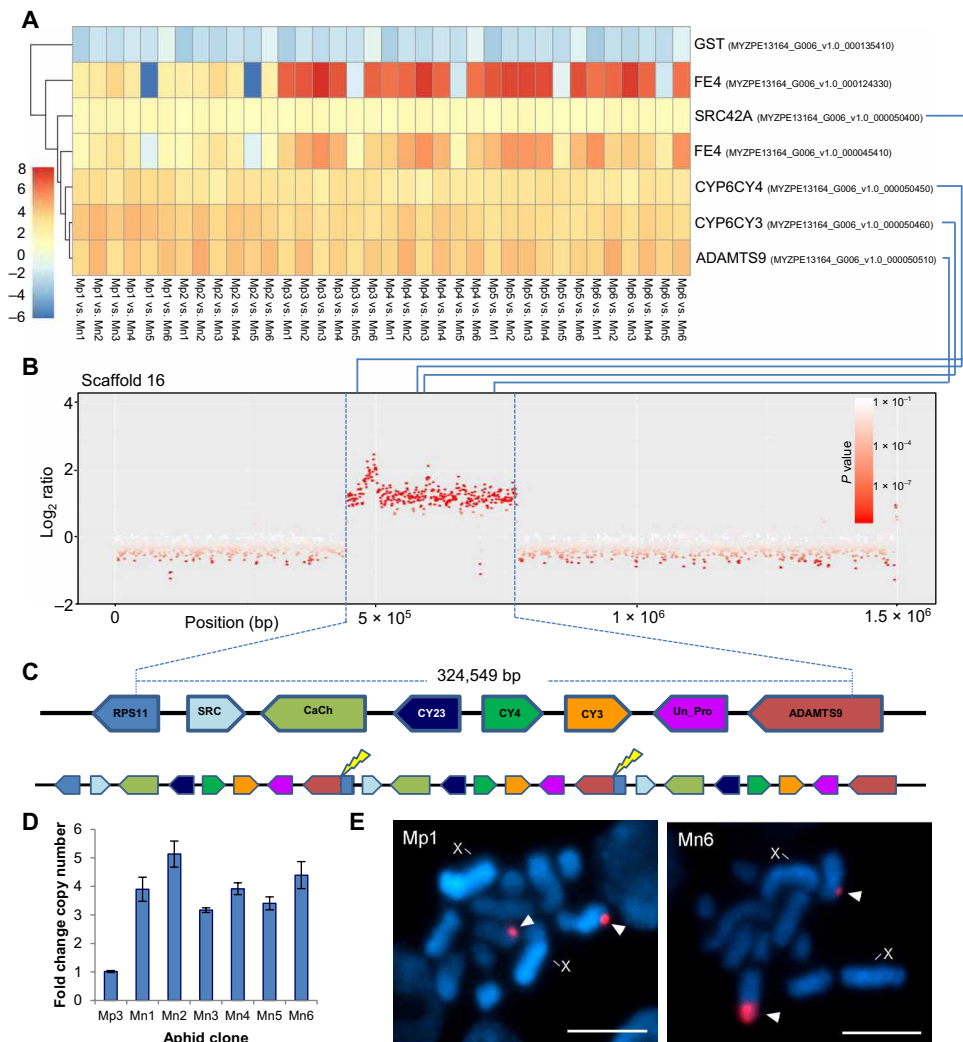 A
GST (MYZPE13164_G006_v1.0_000135410)
FE4 (MYZPE13164_G006_v1.0_000124330)
SRC42A (MYZPE13164_G006_v1.0_000050400)
FE4 (MYZPE13164_G006_v1.0_000045410)
CYP6CY4 (MYZPE13164_G006_v1.0_000050450)
CYP6CY3 (MYZPE13164_G006_v1.0_000050460)
ADAMTS9 (MYZPE13164_G006_v1.0_000050510)
8
6
4
2
0
–2
–4
–6
Mp1 vs. Mn1
Mp1 vs. Mn2
Mp1 vs. Mn3
Mp1 vs. Mn4
Mp1 vs. Mn5
Mp1 vs. Mn6
Mp2 vs. Mn1
Mp2 vs. Mn2
Mp2 vs. Mn3
Mp2 vs. Mn4
Mp2 vs. Mn5
Mp2 vs. Mn6
Mp3 vs. Mn1
Mp3 vs. Mn2
Mp3 vs. Mn3
Mp3 vs. Mn4
Mp3 vs. Mn5
Mp3 vs. Mn6
Mp4 vs. Mn1
Mp4 vs. Mn2
Mp4 vs. Mn3
Mp4 vs. Mn4
Mp4 vs. Mn5
Mp4 vs. Mn6
Mp5 vs. Mn1
Mp5 vs. Mn2
Mp5 vs. Mn3
Mp5 vs. Mn4
Mp5 vs. Mn5
Mp5 vs. Mn6
Mp6 vs. Mn1
Mp6 vs. Mn2
Mp6 vs. Mn3
Mp6 vs. Mn4
Mp6 vs. Mn5
Mp6 vs. Mn6
B
Scaffold 16
4
2
0
–2
Log2 ratio
P value
1 × 10–1
1 × 10–4
1 × 10–7
0
Position (bp)
5 × 10^5
1 × 10^6
1.5 × 10^6
C
324,549 bp
RPS11
SRC
CaCh
CY23
CY4
CY3
Un_Pro
ADAMTS9
D
Fold change copy number
6
5
4
3
2
1
0
Mp3
Mn1
Mn2
Mn3
Mn4
Mn5
Mn6
Aphid clone
E
Mp1
X
X
Mn6
X
X